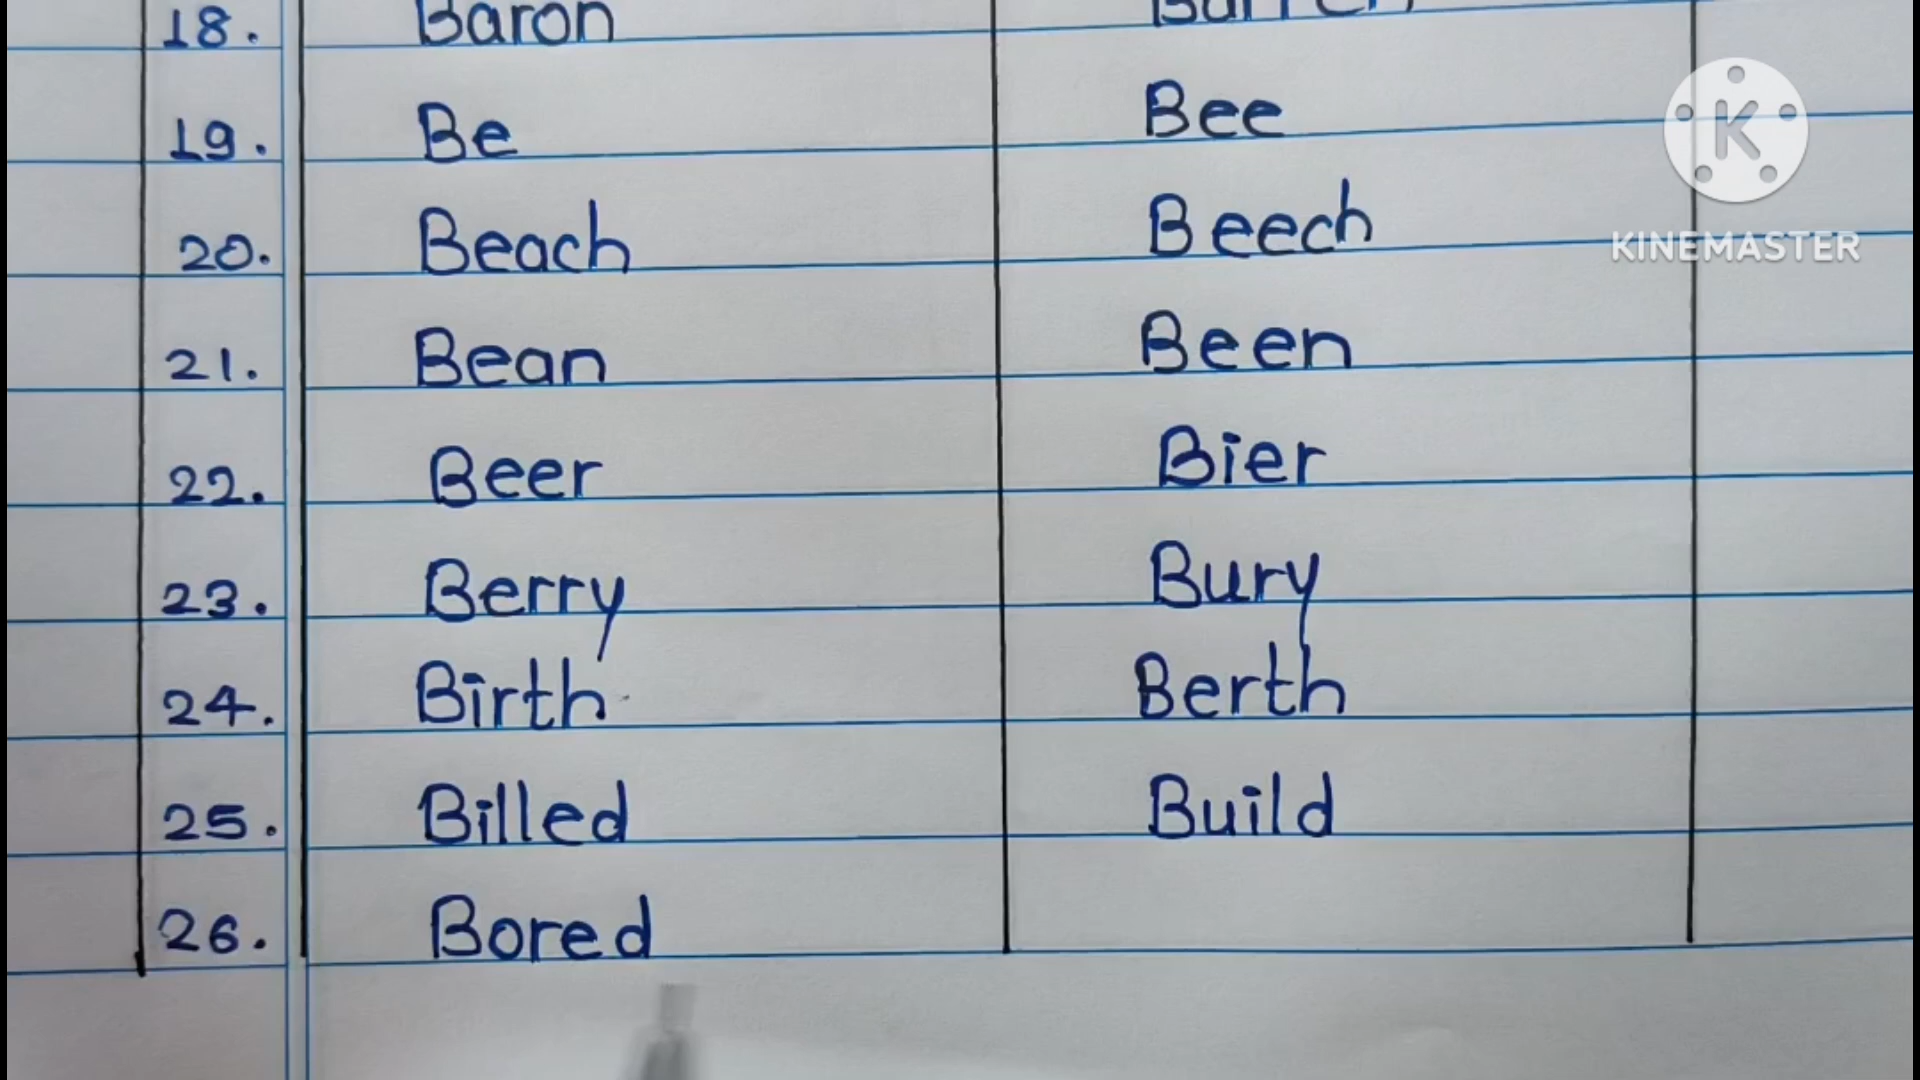 18. Baron Barren
19. Be Bee
20. Beach Beech
21. Bean Been
22. Beer Bier
23. Berry Bury
24. Birth Berth
25. Billed Build
26. Bored
K
KINEMASTER